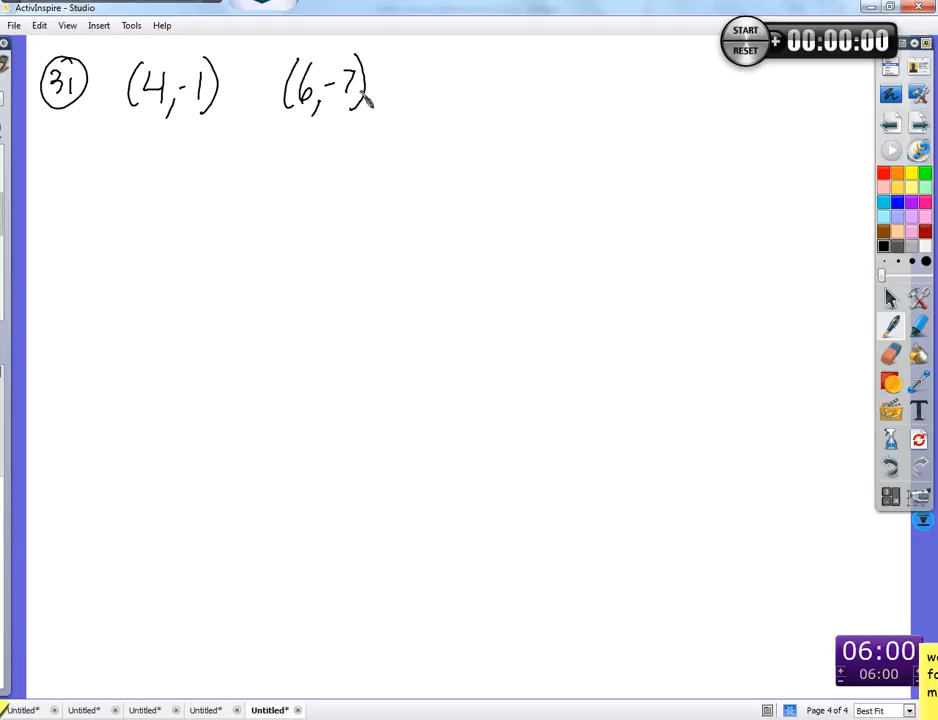 ActivInspire - Studio
File Edit View Insert Tools Help
START
RESET
+ 00:00:00
31 (4,-1) (6,-7)
T
06:00
06:00
Untitled* Untitled* Untitled* Untitled* Untitled* Page 4 of 4 Best Fit